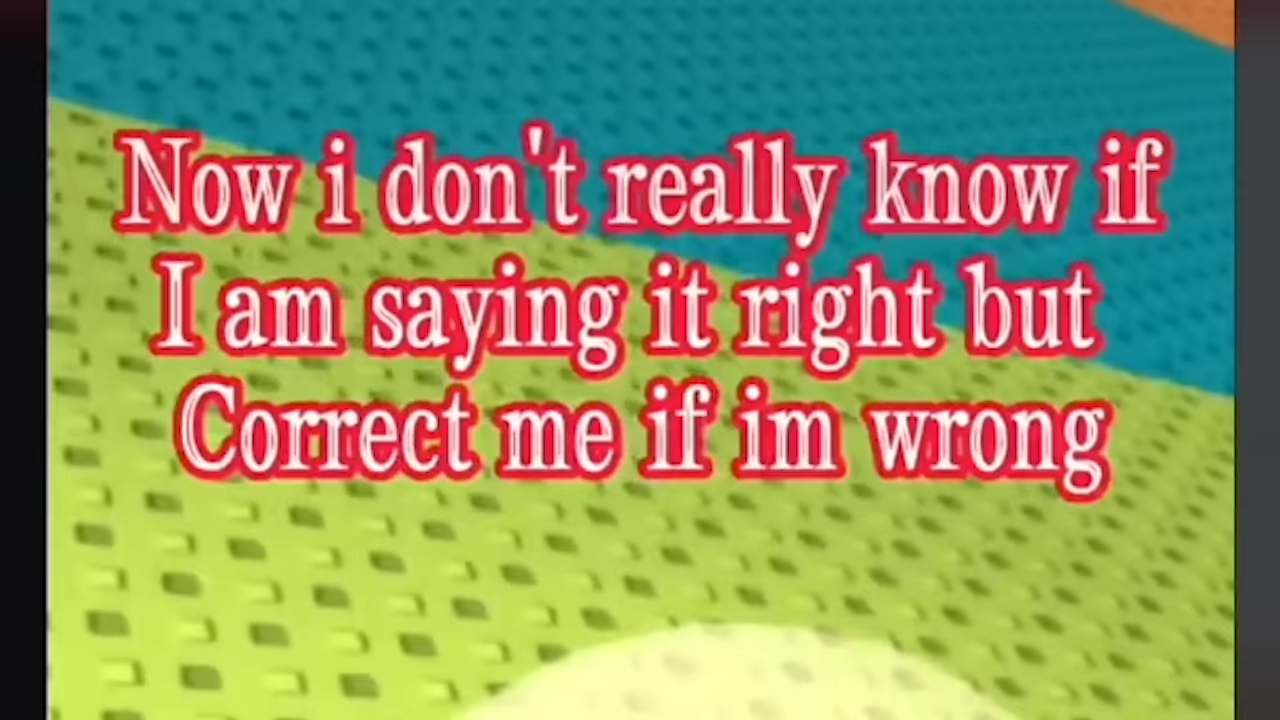 Now i don't really know if
I am saying it right but
Correct me if im wrong